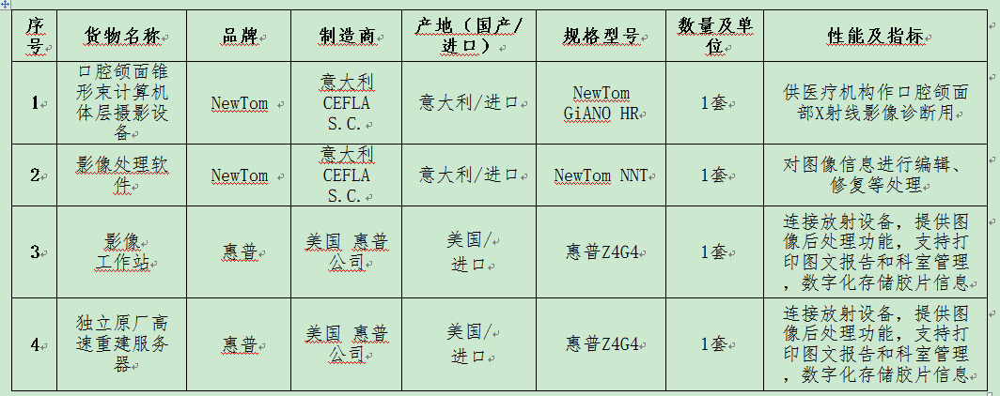 序号 货物名称 品牌 制造商 产地（国产/进口） 规格型号 数量及单位 性能及指标
1 口腔颌面锥形束计算机体层摄影设备 NewTom 意大利 CEFLA S.C. 意大利/进口 NewTom GiANO HR 1套 供医疗机构作口腔颌面部X射线影像诊断用
2 影像处理软件 NewTom 意大利 CEFLA S.C. 意大利/进口 NewTom NNT 1套 对图像信息进行编辑、修复等处理
3 影像工作站 惠普 美国 惠普公司 美国/进口 惠普Z4G4 1套 连接放射设备，提供图像后处理功能，支持打印图文报告和科室管理，数字化存储胶片信息
4 独立原厂高速重建服务器 惠普 美国 惠普公司 美国/进口 惠普Z4G4 1套 连接放射设备，提供图像后处理功能，支持打印图文报告和科室管理，数字化存储胶片信息